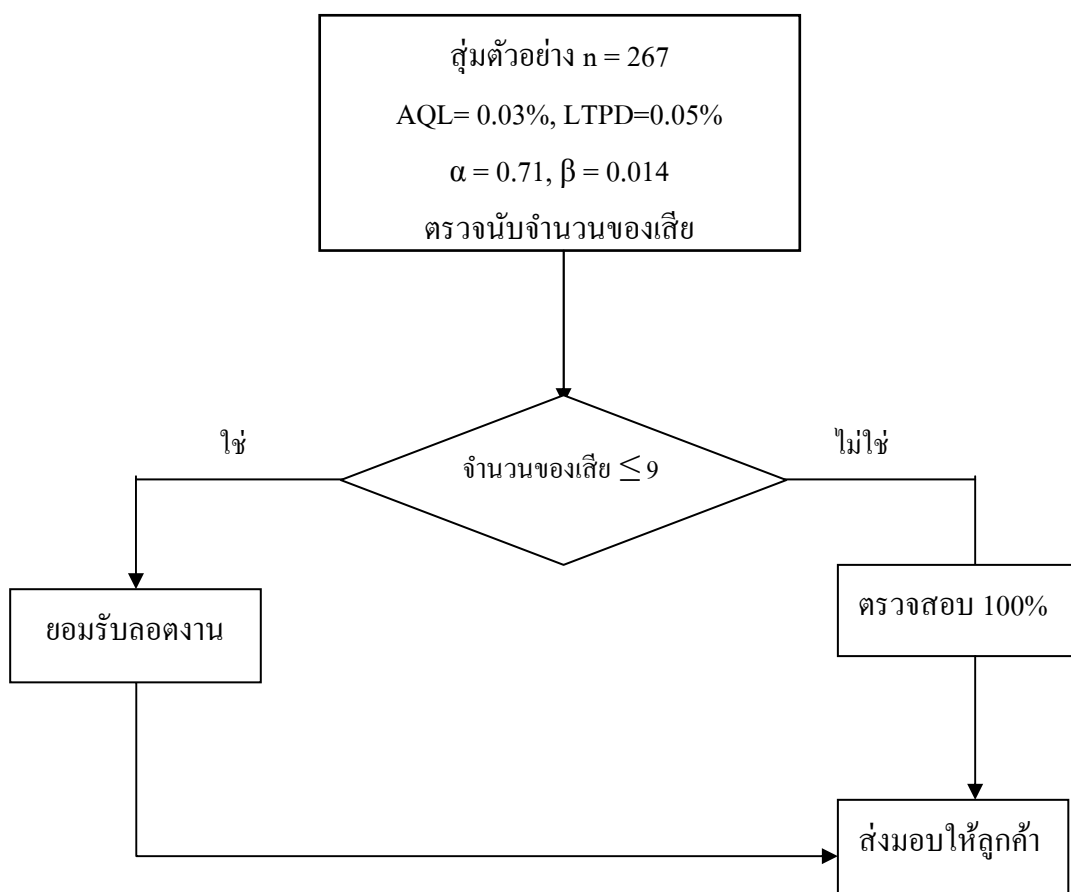 สุ่มตัวอย่าง n = 267
AQL= 0.03%, LTPD=0.05%
α = 0.71, β = 0.014
ตรวจนับจำนวนของเสีย
ใช่
ไม่ใช่
จำนวนของเสีย ≤ 9
ยอมรับลอตงาน
ตรวจสอบ 100%
ส่งมอบให้ลูกค้า